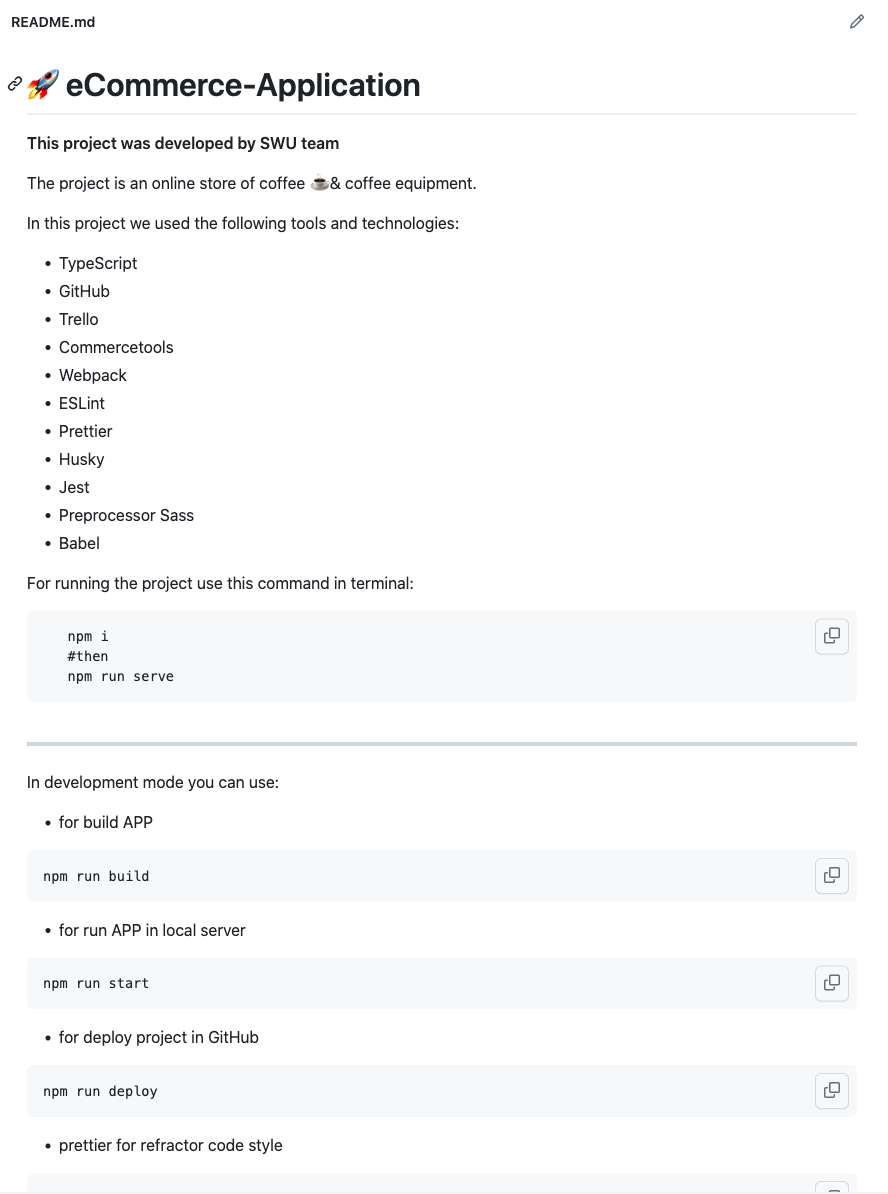 README.md
🚀 eCommerce-Application
This project was developed by SWU team
The project is an online store of coffee ☕& coffee equipment.
In this project we used the following tools and technologies:
• TypeScript
• GitHub
• Trello
• Commercetools
• Webpack
• ESLint
• Prettier
• Husky
• Jest
• Preprocessor Sass
• Babel
For running the project use this command in terminal:
npm i
#then
npm run serve
In development mode you can use:
• for build APP
npm run build
• for run APP in local server
npm run start
• for deploy project in GitHub
npm run deploy
• prettier for refractor code style